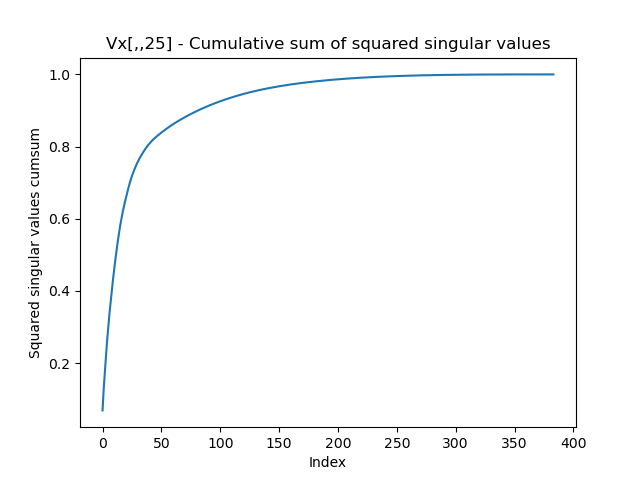 Vx[,,25] - Cumulative sum of squared singular values
1.0
0.8
0.6
0.4
0.2
Squared singular values cumsum
0 50 100 150 200 250 300 350 400
Index